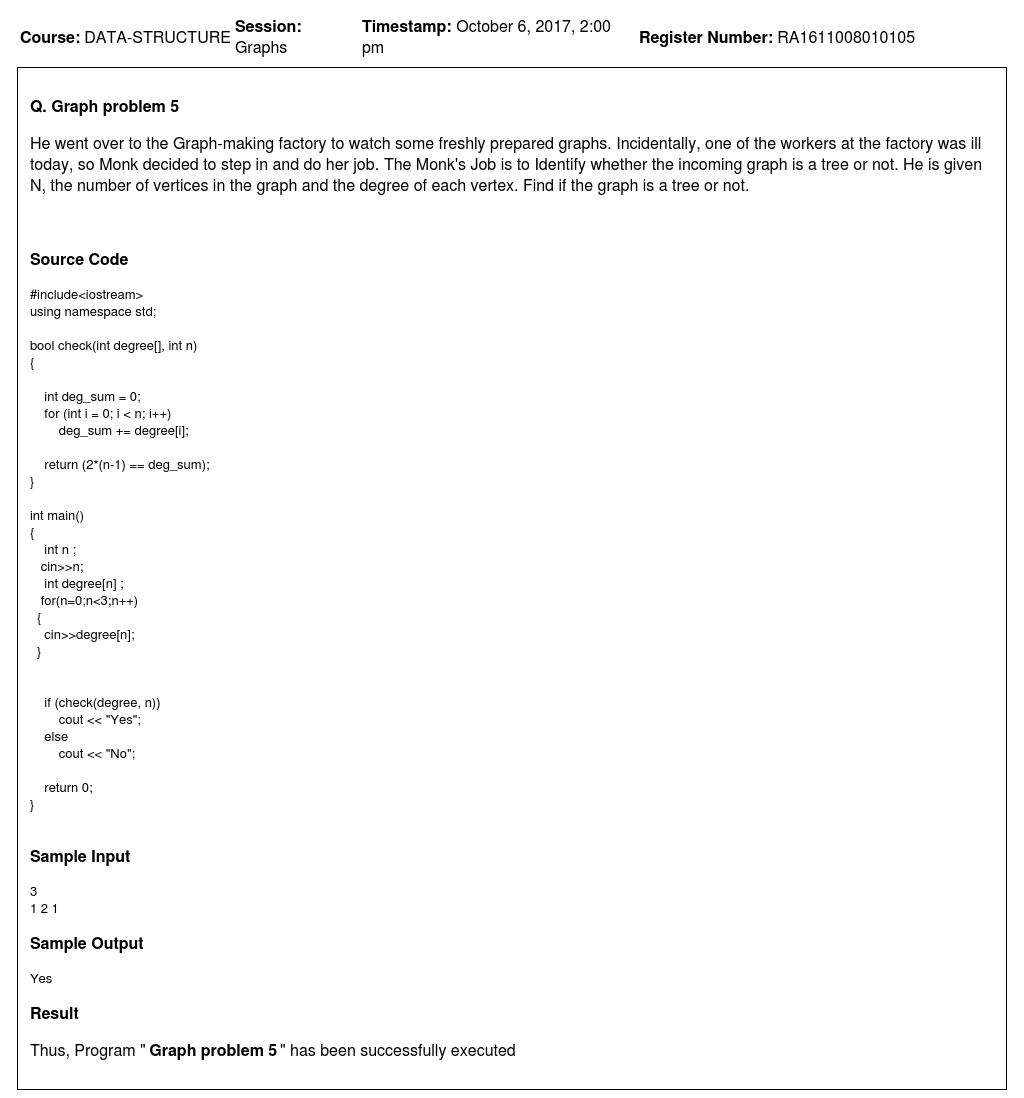 Course: DATA-STRUCTURE Session: Graphs Timestamp: October 6, 2017, 2:00 pm Register Number: RA1611008010105
Q. Graph problem 5
He went over to the Graph-making factory to watch some freshly prepared graphs. Incidentally, one of the workers at the factory was ill
today, so Monk decided to step in and do her job. The Monk's Job is to Identify whether the incoming graph is a tree or not. He is given
N, the number of vertices in the graph and the degree of each vertex. Find if the graph is a tree or not.
Source Code
#include<iostream>
using namespace std;

bool check(int degree[], int n)
{

    int deg_sum = 0;
    for (int i = 0; i < n; i++)
        deg_sum += degree[i];

    return (2*(n-1) == deg_sum);
}

int main()
{
    int n ;
   cin>>n;
    int degree[n] ;
   for(n=0;n<3;n++)
  {
    cin>>degree[n];
  }

    if (check(degree, n))
        cout << "Yes";
    else
        cout << "No";

    return 0;
}
Sample Input
3
1 2 1
Sample Output
Yes
Result
Thus, Program " Graph problem 5 " has been successfully executed